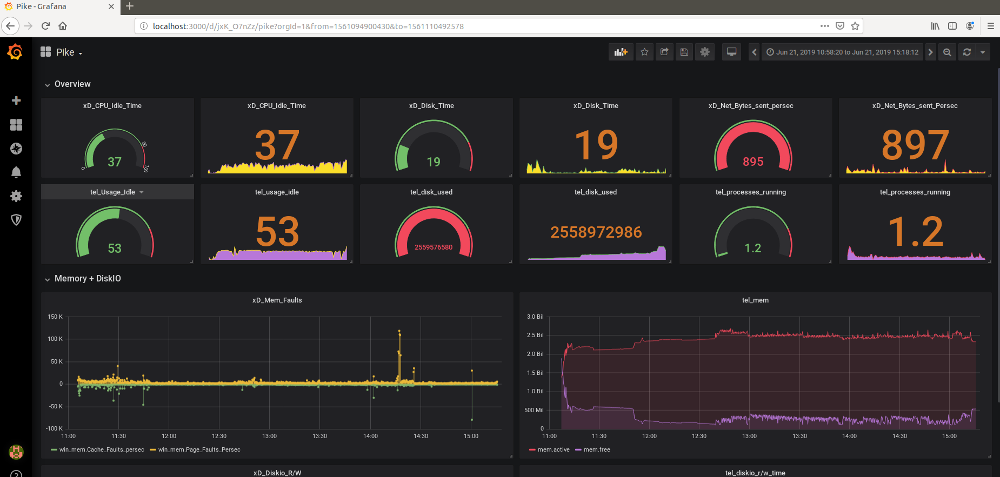 Pike - Grafana
localhost:3000/d/jxK_O7nZz/pike?orgId=1&from=1561094900430&to=1561110492578
Pike
Jun 21, 2019 10:58:20 to Jun 21, 2019 15:18:12
Overview
xD_CPU_Idle_Time
0
80
100
37
xD_CPU_Idle_Time
37
xD_Disk_Time
19
xD_Disk_Time
19
xD_Net_Bytes_sent_persec
895
xD_Net_Bytes_sent_Persec
897
tel_Usage_Idle
53
tel_usage_idle
53
tel_disk_used
2559576580
tel_disk_used
2558972986
tel_processes_running
1.2
tel_processes_running
1.2
Memory + DiskIO
xD_Mem_Faults
150 K
100 K
50 K
0
-50 K
-100 K
11:00 11:30 12:00 12:30 13:00 13:30 14:00 14:30 15:00
win_mem.Cache_Faults_persec win_mem.Page_Faults_Persec
tel_mem
3.0 Bil
2.5 Bil
2.0 Bil
1.5 Bil
1.0 Bil
500 Mil
0
11:00 11:30 12:00 12:30 13:00 13:30 14:00 14:30 15:00
mem.active mem.free
xD_Diskio_R/W
tel_diskio_r/w_time